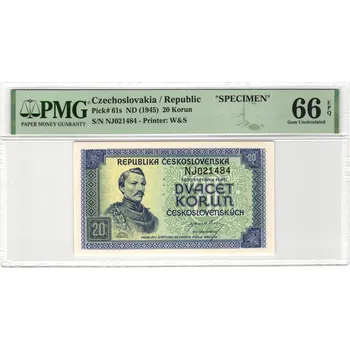 PMG
PAPER MONEY GUARANTY
Czechoslovakia / Republic "SPECIMEN"
Pick# 61s ND (1945) 20 Korun
S/N NJ021484 - Printer: W&S
66 EPQ
Gem Uncirculated
REPUBLIKA ČESKOSLOVENSKÁ
NJ021484
20
DVACET
KORUN
ČESKOSLOVENSKÝCH
20